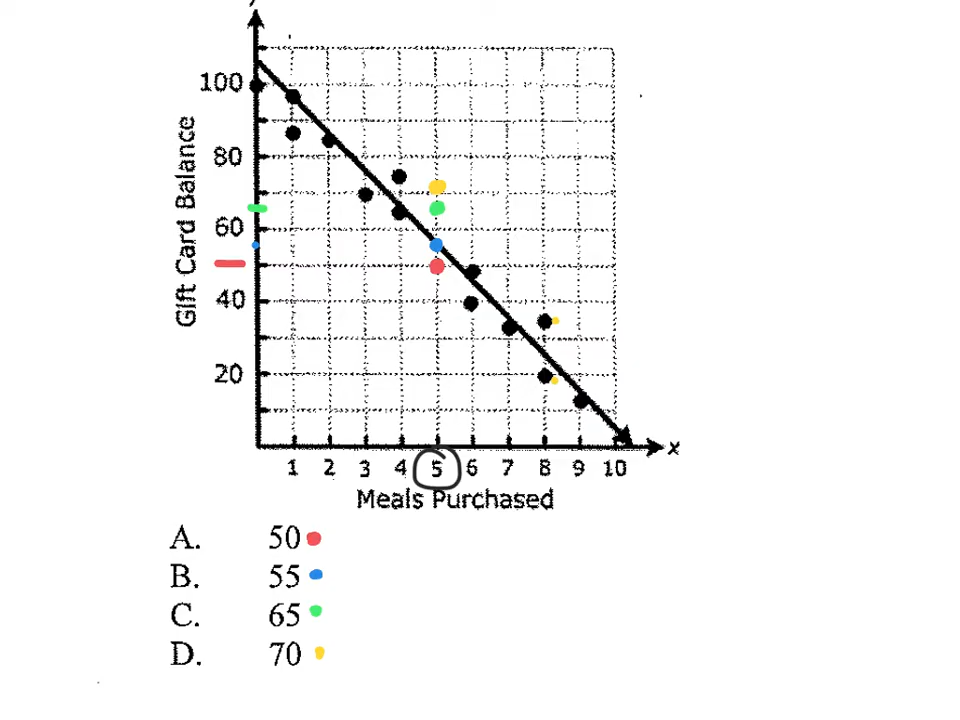 y
100
80
60
40
20
Gift Card Balance
x
1 2 3 4 5 6 7 8 9 10
Meals Purchased
A. 50
B. 55
C. 65
D. 70